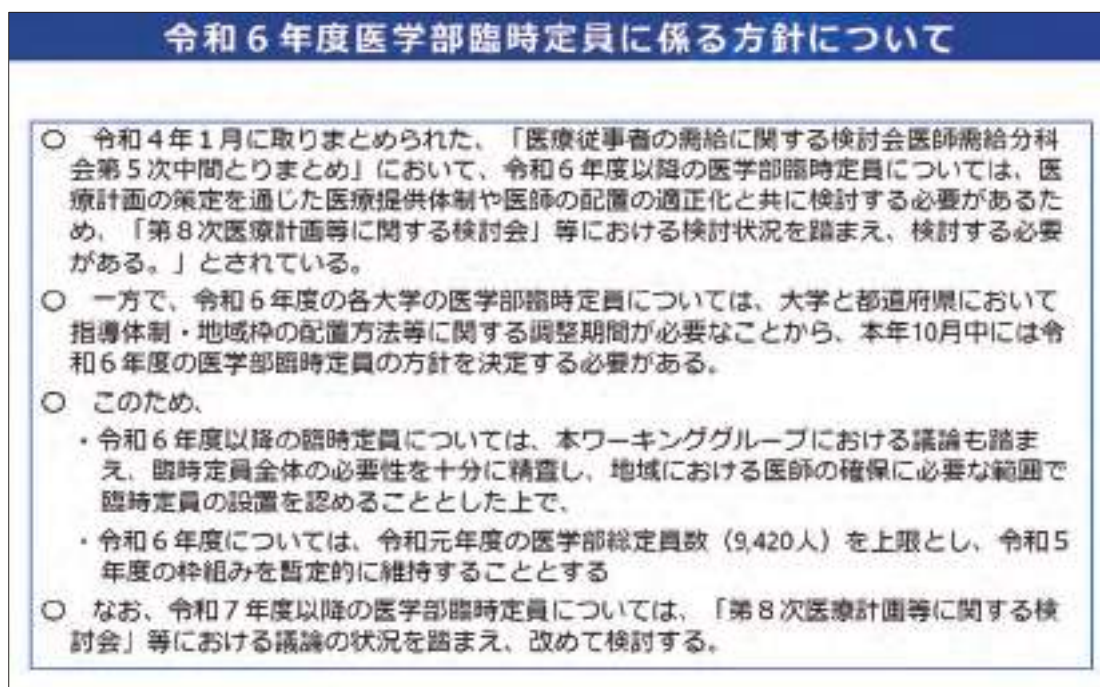 令和６年度医学部臨時定員に係る方針について
○　令和４年１月に取りまとめられた、「医療従事者の需給に関する検討会医師需給分科
会第５次中間とりまとめ」において、令和６年度以降の医学部臨時定員については、医
療計画の策定を通じた医療提供体制や医師の配置の適正化と共に検討する必要があるた
め、「第８次医療計画等に関する検討会」等における検討状況を踏まえ、検討する必要
がある。」とされている。
○　一方で、令和６年度の各大学の医学部臨時定員については、大学と都道府県において
指導体制・地域枠の配置方法等に関する調整期間が必要なことから、本年10月中には令
和６年度の医学部臨時定員の方針を決定する必要がある。
○　このため、
・令和６年度以降の臨時定員については、本ワーキンググループにおける議論も踏ま
え、臨時定員全体の必要性を十分に精査し、地域における医師の確保に必要な範囲で
臨時定員の設置を認めることとした上で、
・令和６年度については、令和元年度の医学部総定員数（9,420人）を上限とし、令和５
年度の枠組みを暫定的に維持することとする
○　なお、令和７年度以降の医学部臨時定員については、「第８次医療計画等に関する検
討会」等における議論の状況を踏まえ、改めて検討する。